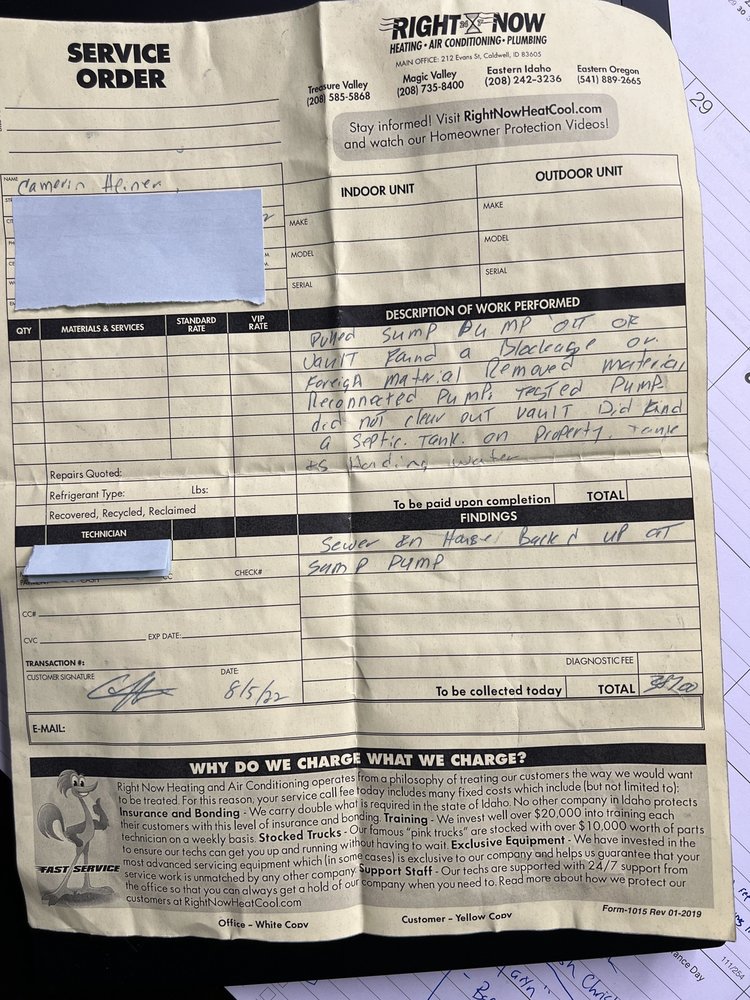 SERVICE ORDER
RIGHT NOW
HEATING • AIR CONDITIONING • PLUMBING
MAIN OFFICE: 212 Evans St, Caldwell, ID 83605
Treasure Valley (208) 585-5868
Magic Valley (208) 735-8400
Eastern Idaho (208) 242-3236
Eastern Oregon (541) 889-2665
Stay informed! Visit RightNowHeatCool.com
and watch our Homeowner Protection Videos!
29
NAME Camerin Heiner
INDOOR UNIT
OUTDOOR UNIT
MAKE
MAKE
MODEL
MODEL
SERIAL
SERIAL
QTY MATERIALS & SERVICES STANDARD RATE VIP RATE
DESCRIPTION OF WORK PERFORMED
Pulled Sump Pump out of
vault Found a Blockage or
Foreign material Removed material
Reconnected Pump. Tested Pump.
did not clear out vault Did Find
a Septic. Tank. on Property. Tank
is Holding water
Repairs Quoted:
Refrigerant Type: Lbs:
Recovered, Recycled, Reclaimed
To be paid upon completion TOTAL
TECHNICIAN
FINDINGS
Sewer in House Backed up at
Sump Pump
CHECK#
CC#
CVC EXP DATE:
TRANSACTION #:
CUSTOMER SIGNATURE
DATE
8/5/22
DIAGNOSTIC FEE
To be collected today TOTAL
E-MAIL:
WHY DO WE CHARGE WHAT WE CHARGE?
Right Now Heating and Air Conditioning operates from a philosophy of treating our customers the way we would want
to be treated. For this reason, your service call fee today includes many fixed costs which include (but not limited to):
Insurance and Bonding - We carry double what is required in the state of Idaho. No other company in Idaho protects
their customers with this level of insurance and bonding. Training - We invest well over $20,000 into training each
technician on a weekly basis. Stocked Trucks - Our famous "pink trucks" are stocked with over $10,000 worth of parts
to ensure our techs can get you up and running without having to wait. Exclusive Equipment - We have invested in the
most advanced servicing equipment which (in some cases) is exclusive to our company and helps us guarantee that your
service work is unmatched by any other company. Support Staff - Our techs are supported with 24/7 support from
the office so that you can always get a hold of our company when you need to. Read more about how we protect our
customers at RightNowHeatCool.com
FAST SERVICE
Office - White Copy
Customer - Yellow Copy
Form-1015 Rev 01-2019
111/254